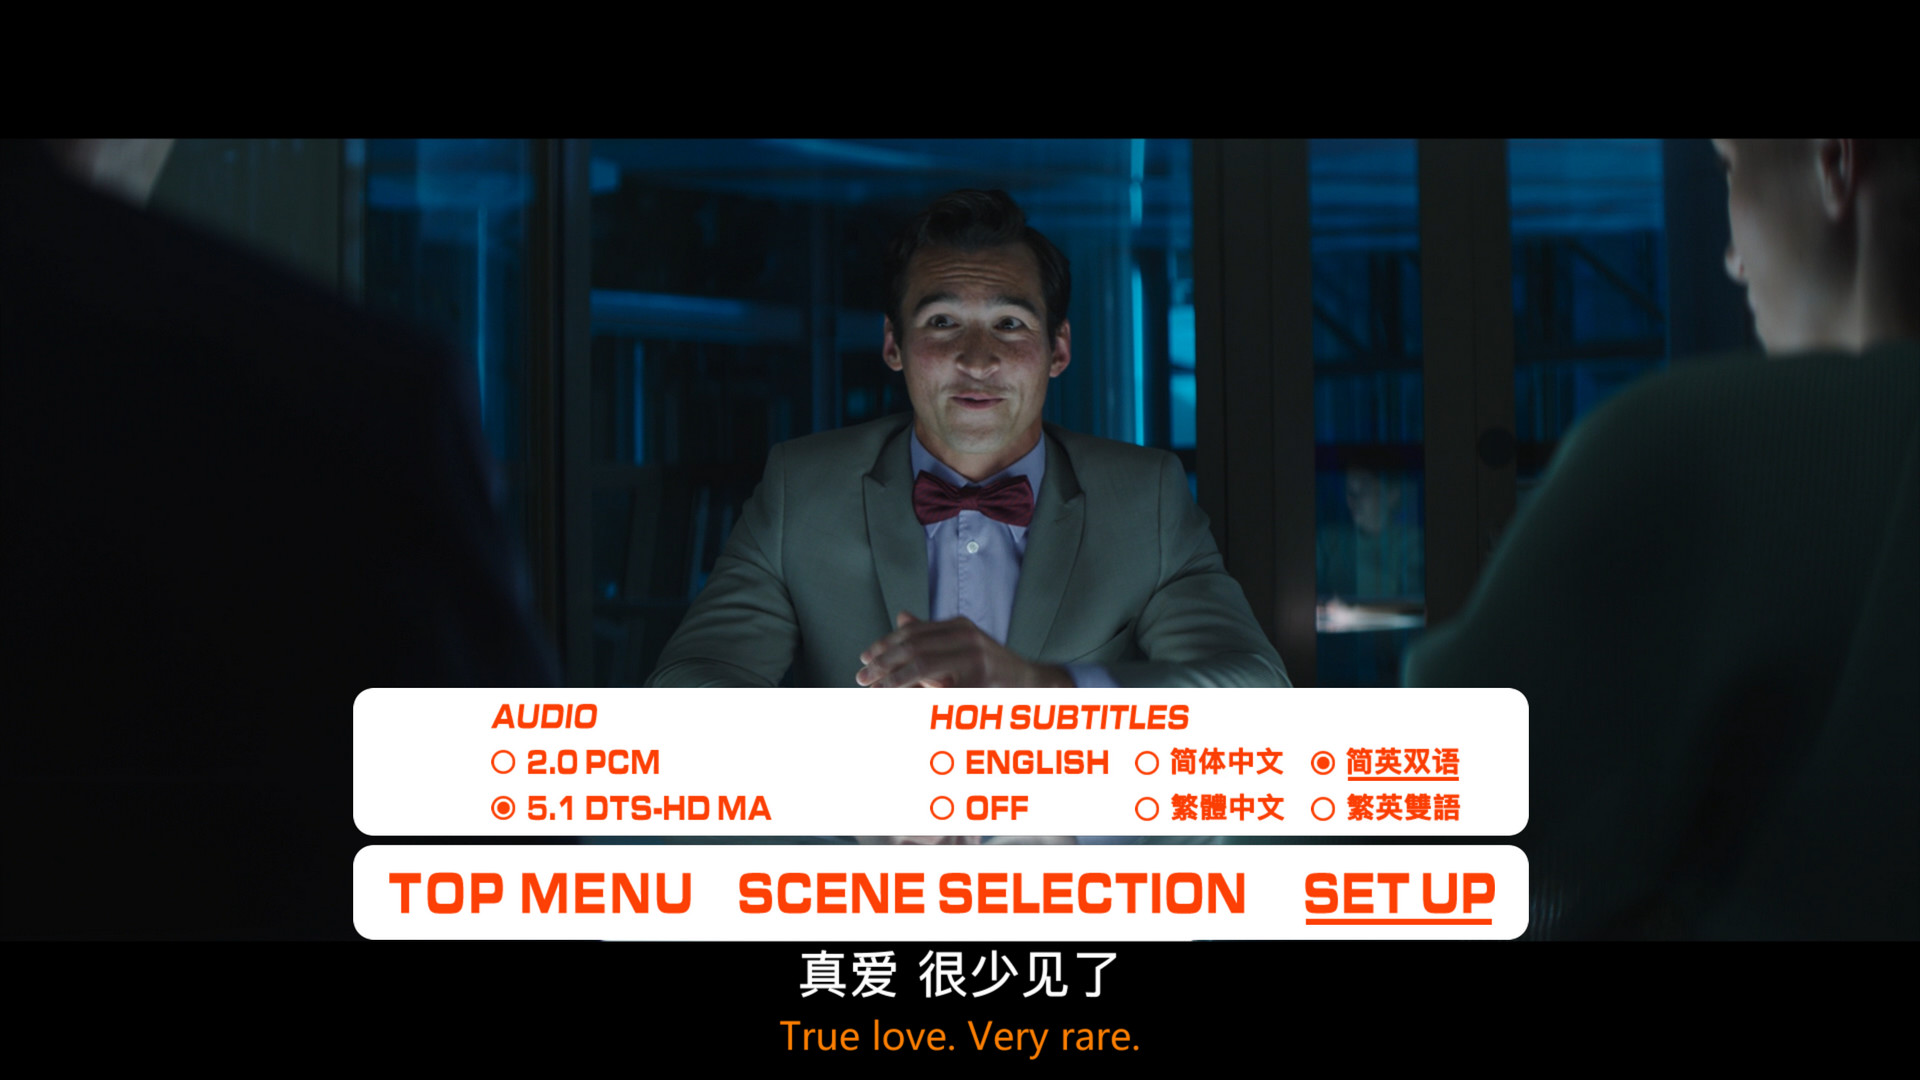 AUDIO
2.0 PCM
5.1 DTS-HD MA
HOH SUBTITLES
ENGLISH 简体中文 简英双语
OFF 繁體中文 繁英雙語
TOP MENU SCENE SELECTION SET UP
真爱 很少见了
True love. Very rare.